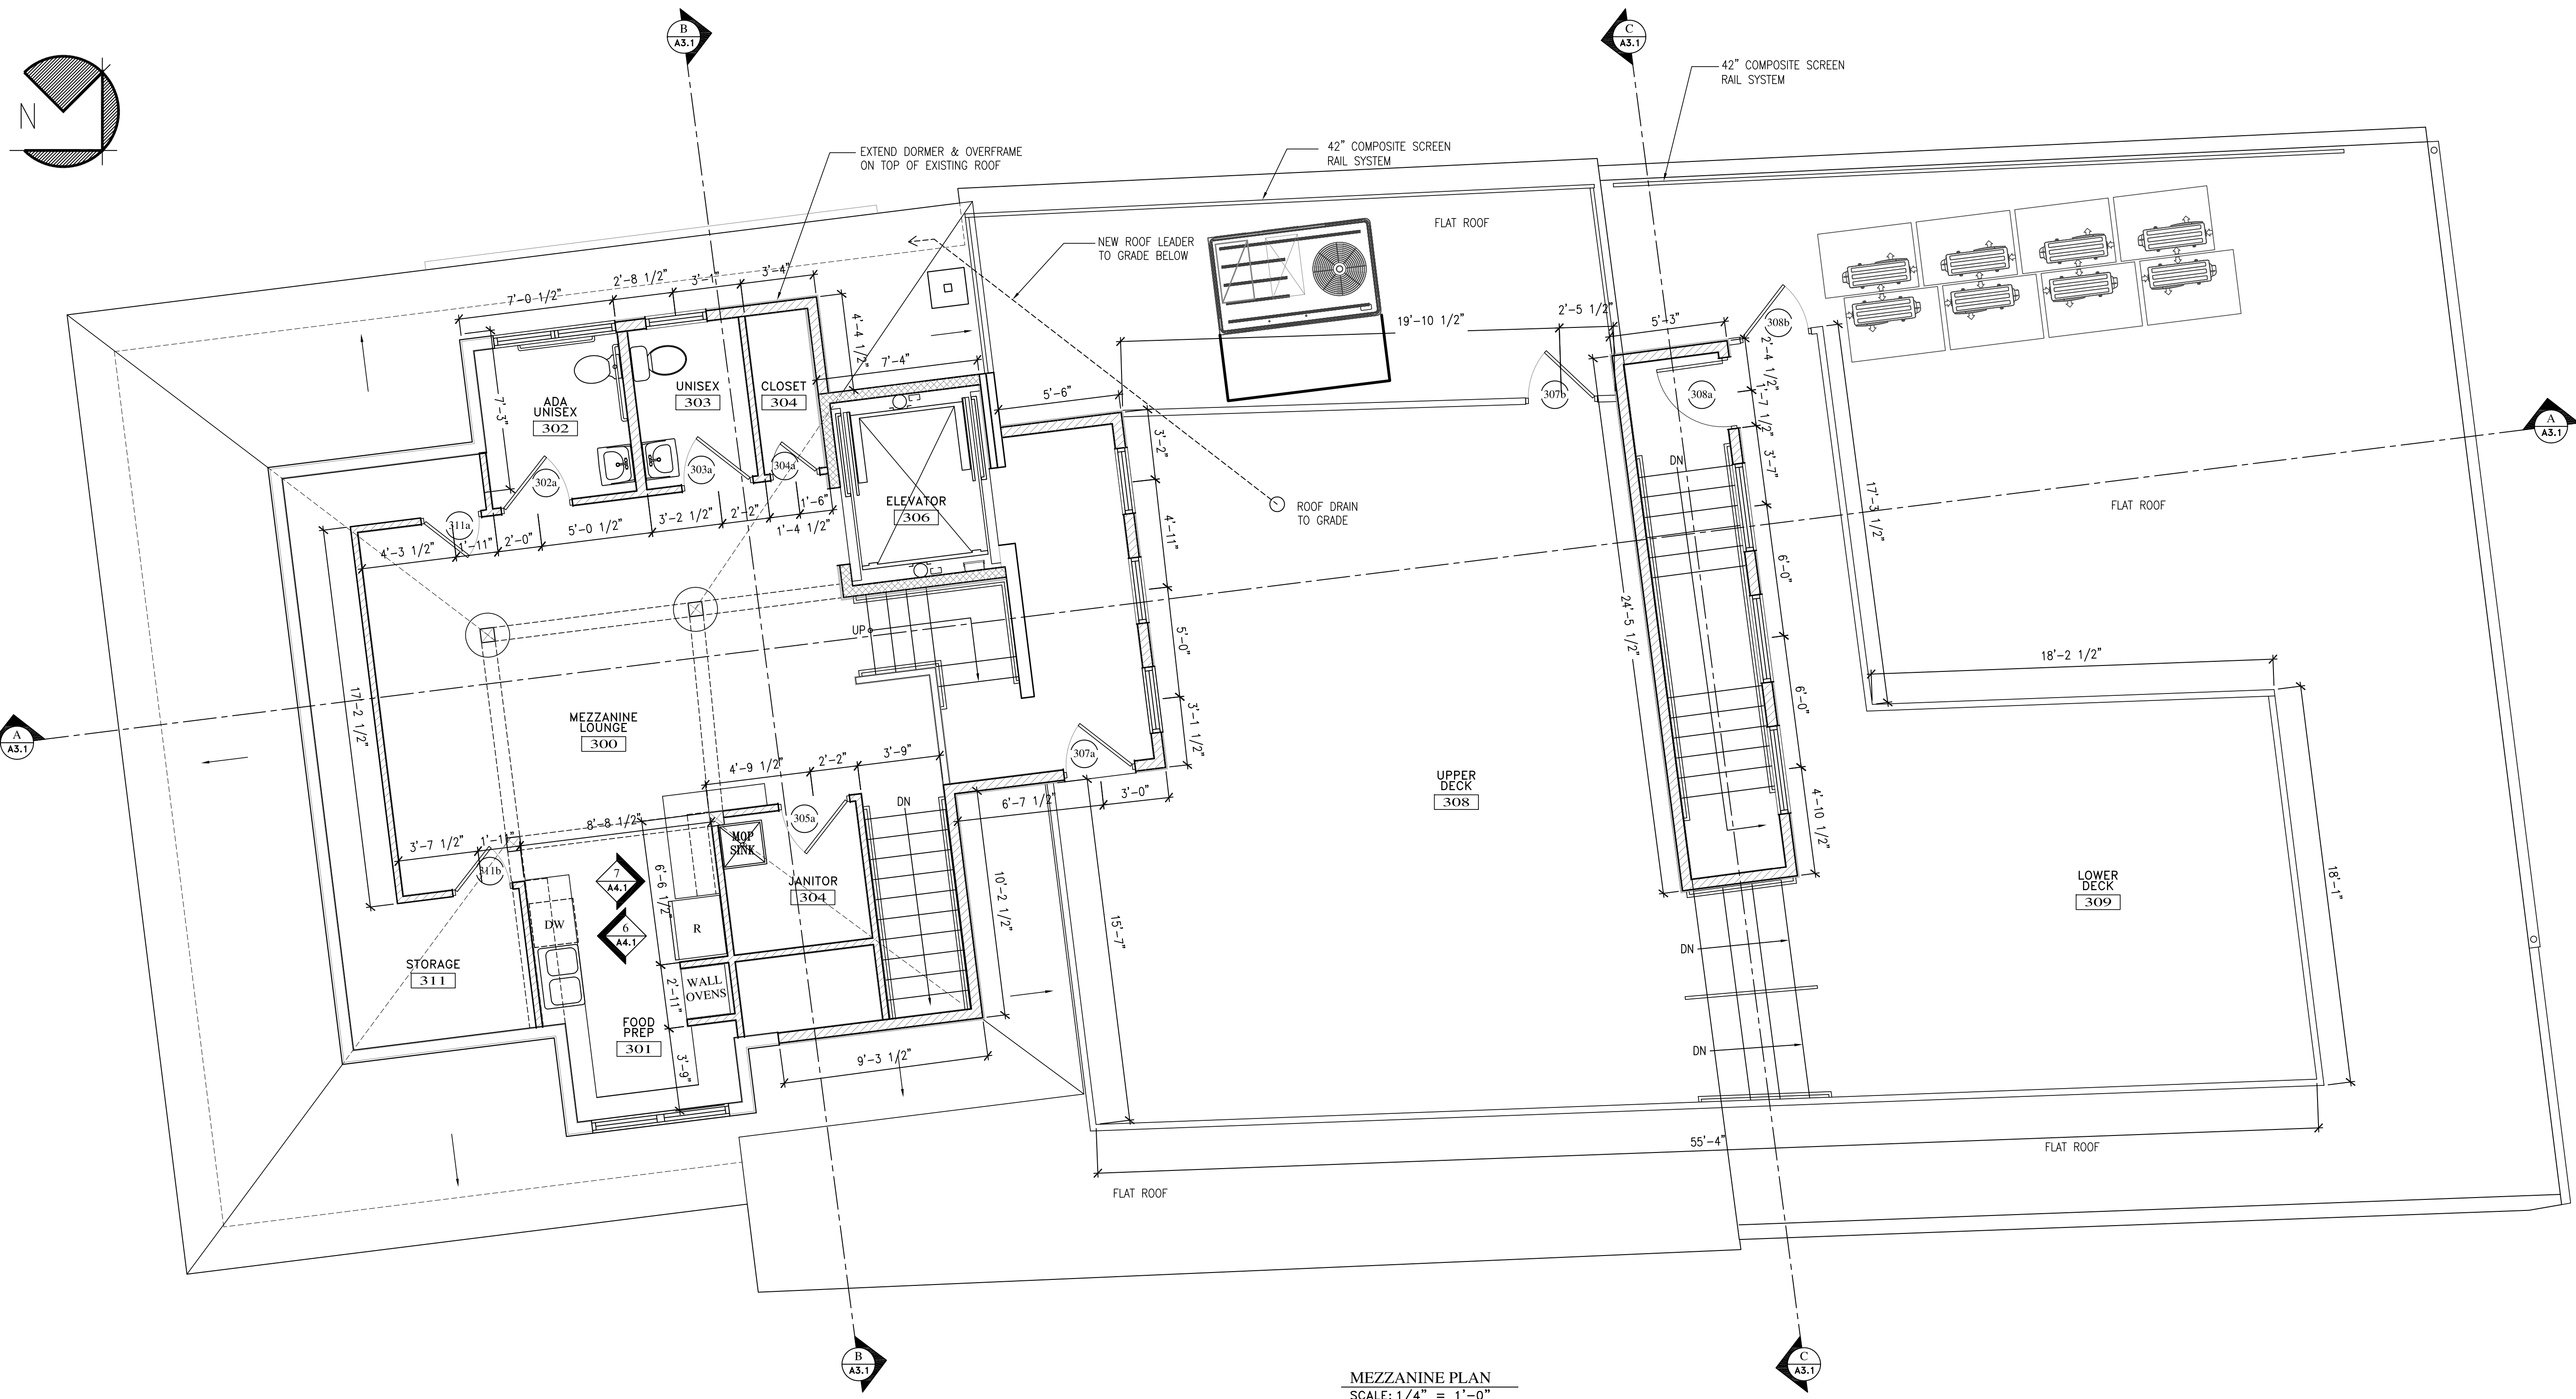 B
A3.1
C
A3.1
42" COMPOSITE SCREEN
RAIL SYSTEM
N
EXTEND DORMER & OVERFRAME
ON TOP OF EXISTING ROOF
42" COMPOSITE SCREEN
RAIL SYSTEM
FLAT ROOF
NEW ROOF LEADER
TO GRADE BELOW
7'-0 1/2"
2'-8 1/2"
3'-1"
3'-4"
4'-4 1/2"
7'-4"
5'-6"
19'-10 1/2"
2'-5 1/2"
5'-3"
308b
2'-4 1/2"
1'-7 1/2"
3'-7"
307b
308a
ADA
UNISEX
302
7'-3"
UNISEX
303
CLOSET
304
302a
303a
304a
311a
ELEVATOR
306
ROOF DRAIN
TO GRADE
DN
A
A3.1
FLAT ROOF
17'-3 1/2"
4'-3 1/2"
1'-11"
2'-0"
5'-0 1/2"
3'-2 1/2"
2'-2"
1'-6"
1'-4 1/2"
3'-2"
4'-11"
5'-0"
3'-1 1/2"
6'-0"
6'-0"
4'-10 1/2"
24'-5 1/2"
18'-2 1/2"
UP
A
A3.1
17'-2 1/2"
MEZZANINE
LOUNGE
300
4'-9 1/2"
2'-2"
3'-9"
307a
6'-7 1/2"
3'-0"
UPPER
DECK
308
305a
DN
3'-7 1/2"
1'-11"
8'-8 1/2"
MOP
SINK
311b
7
A4.1
6
A4.1
6'-6 1/2"
JANITOR
304
DW
R
10'-2 1/2"
15'-7"
LOWER
DECK
309
18'-1"
DN
STORAGE
311
WALL
OVENS
2'-11"
FOOD
PREP
301
3'-9"
9'-3 1/2"
DN
55'-4"
FLAT ROOF
FLAT ROOF
B
A3.1
C
A3.1
MEZZANINE PLAN
SCALE: 1/4" = 1'-0"